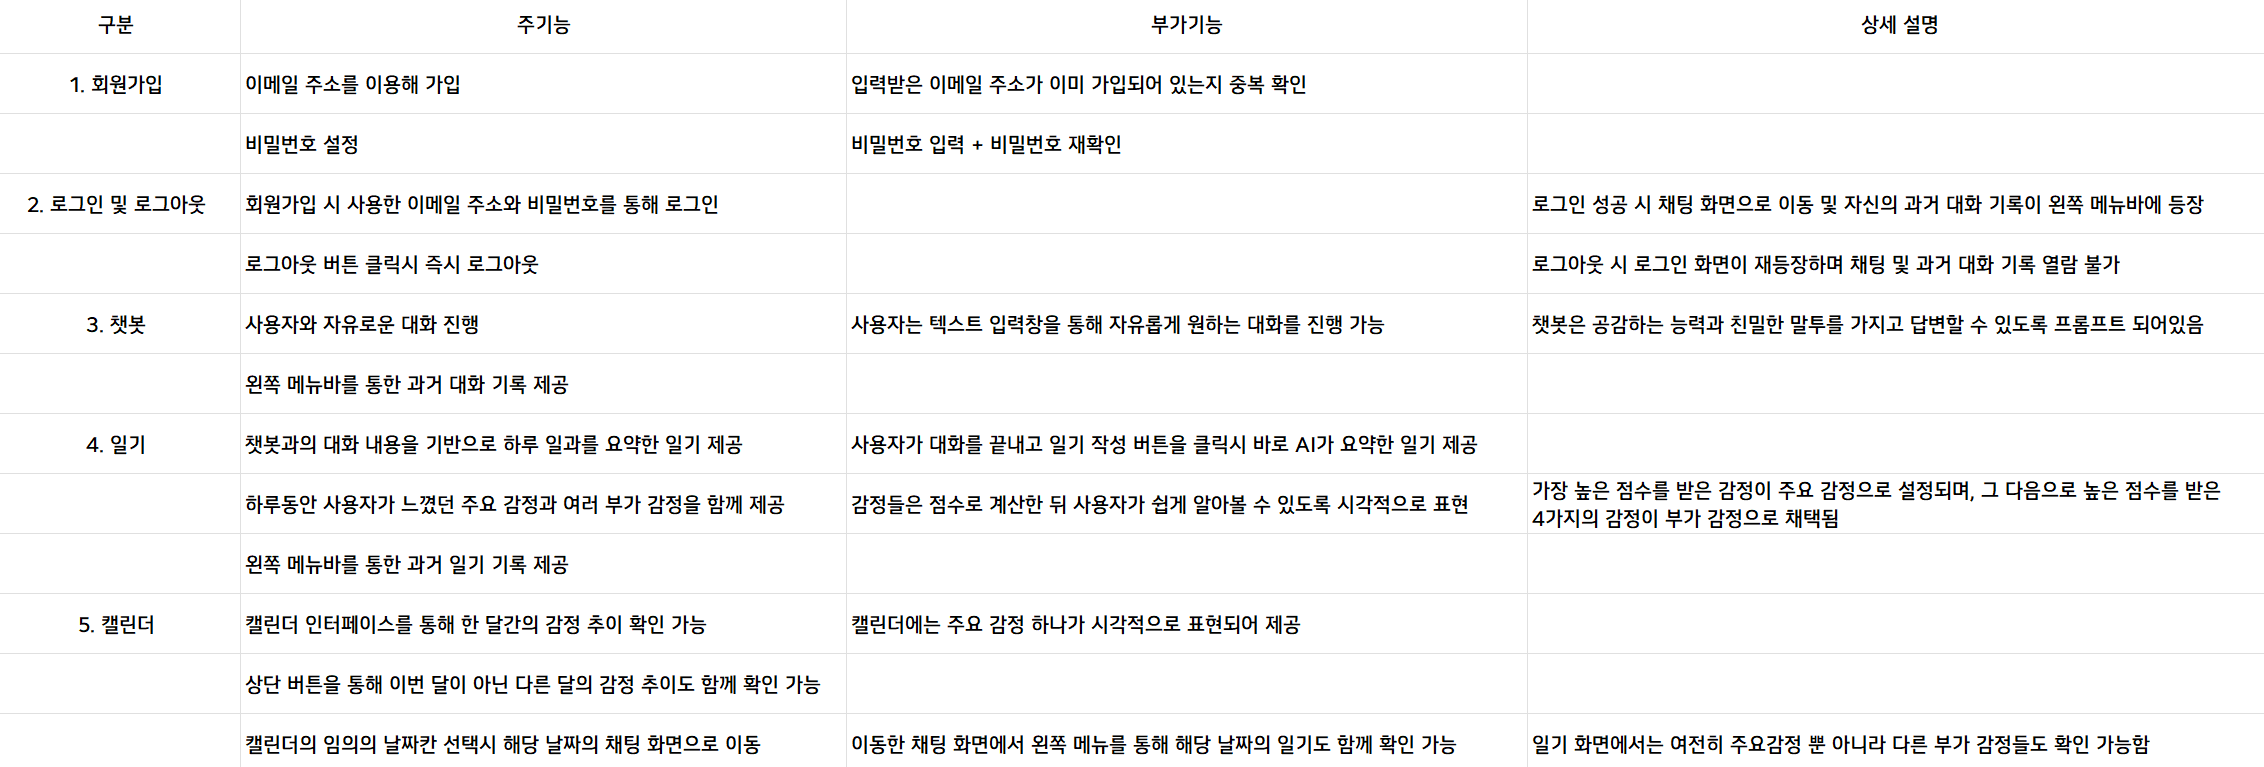 구분 주기능 부가기능 상세 설명
1. 회원가입 이메일 주소를 이용해 가입 입력받은 이메일 주소가 이미 가입되어 있는지 중복 확인
비밀번호 설정 비밀번호 입력 + 비밀번호 재확인
2. 로그인 및 로그아웃 회원가입 시 사용한 이메일 주소와 비밀번호를 통해 로그인 로그인 성공 시 채팅 화면으로 이동 및 자신의 과거 대화 기록이 왼쪽 메뉴바에 등장
로그아웃 버튼 클릭시 즉시 로그아웃 로그아웃 시 로그인 화면이 재등장하며 채팅 및 과거 대화 기록 열람 불가
3. 챗봇 사용자와 자유로운 대화 진행 사용자는 텍스트 입력창을 통해 자유롭게 원하는 대화를 진행 가능 챗봇은 공감하는 능력과 친밀한 말투를 가지고 답변할 수 있도록 프롬프트 되어있음
왼쪽 메뉴바를 통한 과거 대화 기록 제공
4. 일기 챗봇과의 대화 내용을 기반으로 하루 일과를 요약한 일기 제공 사용자가 대화를 끝내고 일기 작성 버튼을 클릭시 바로 AI가 요약한 일기 제공
하루동안 사용자가 느꼈던 주요 감정과 여러 부가 감정을 함께 제공 감정들은 점수로 계산한 뒤 사용자가 쉽게 알아볼 수 있도록 시각적으로 표현 가장 높은 점수를 받은 감정이 주요 감정으로 설정되며, 그 다음으로 높은 점수를 받은
4가지의 감정이 부가 감정으로 채택됨
왼쪽 메뉴바를 통한 과거 일기 기록 제공
5. 캘린더 캘린더 인터페이스를 통해 한 달간의 감정 추이 확인 가능 캘린더에는 주요 감정 하나가 시각적으로 표현되어 제공
상단 버튼을 통해 이번 달이 아닌 다른 달의 감정 추이도 함께 확인 가능
캘린더의 임의의 날짜칸 선택시 해당 날짜의 채팅 화면으로 이동 이동한 채팅 화면에서 왼쪽 메뉴를 통해 해당 날짜의 일기도 함께 확인 가능 일기 화면에서는 여전히 주요감정 뿐 아니라 다른 부가 감정들도 확인 가능함